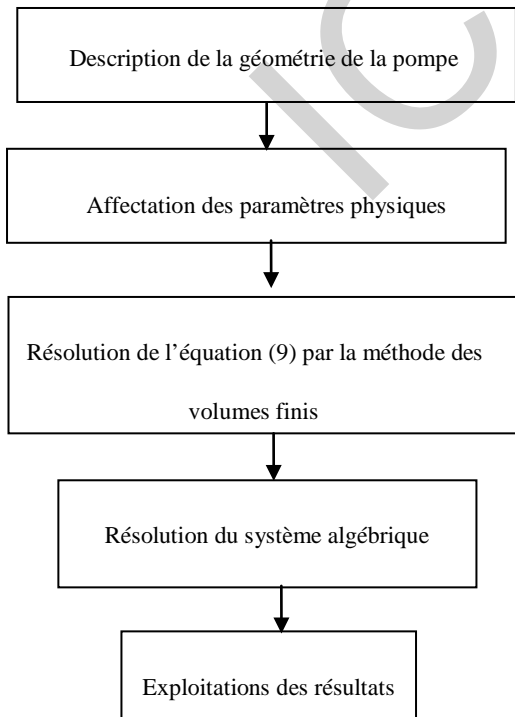 Description de la géométrie de la pompe
Affectation des paramètres physiques
Résolution de l’équation (9) par la méthode des
volumes finis
Résolution du système algébrique
Exploitations des résultats